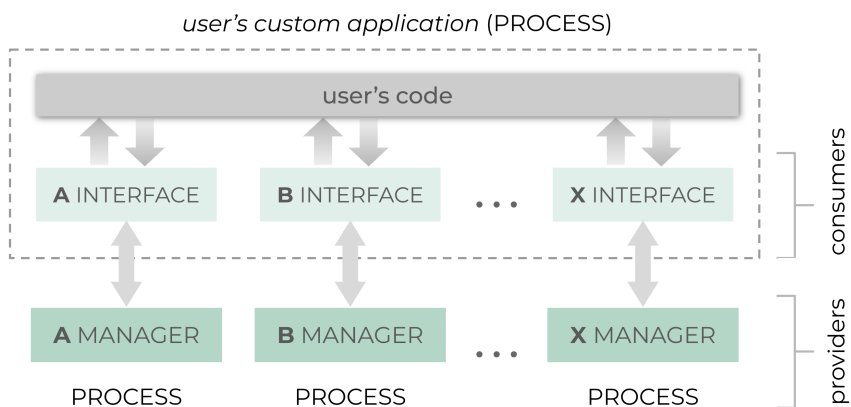 user's custom application (PROCESS)
user's code
A INTERFACE
B INTERFACE
...
X INTERFACE
consumers
A MANAGER
B MANAGER
...
X MANAGER
providers
PROCESS
PROCESS
PROCESS